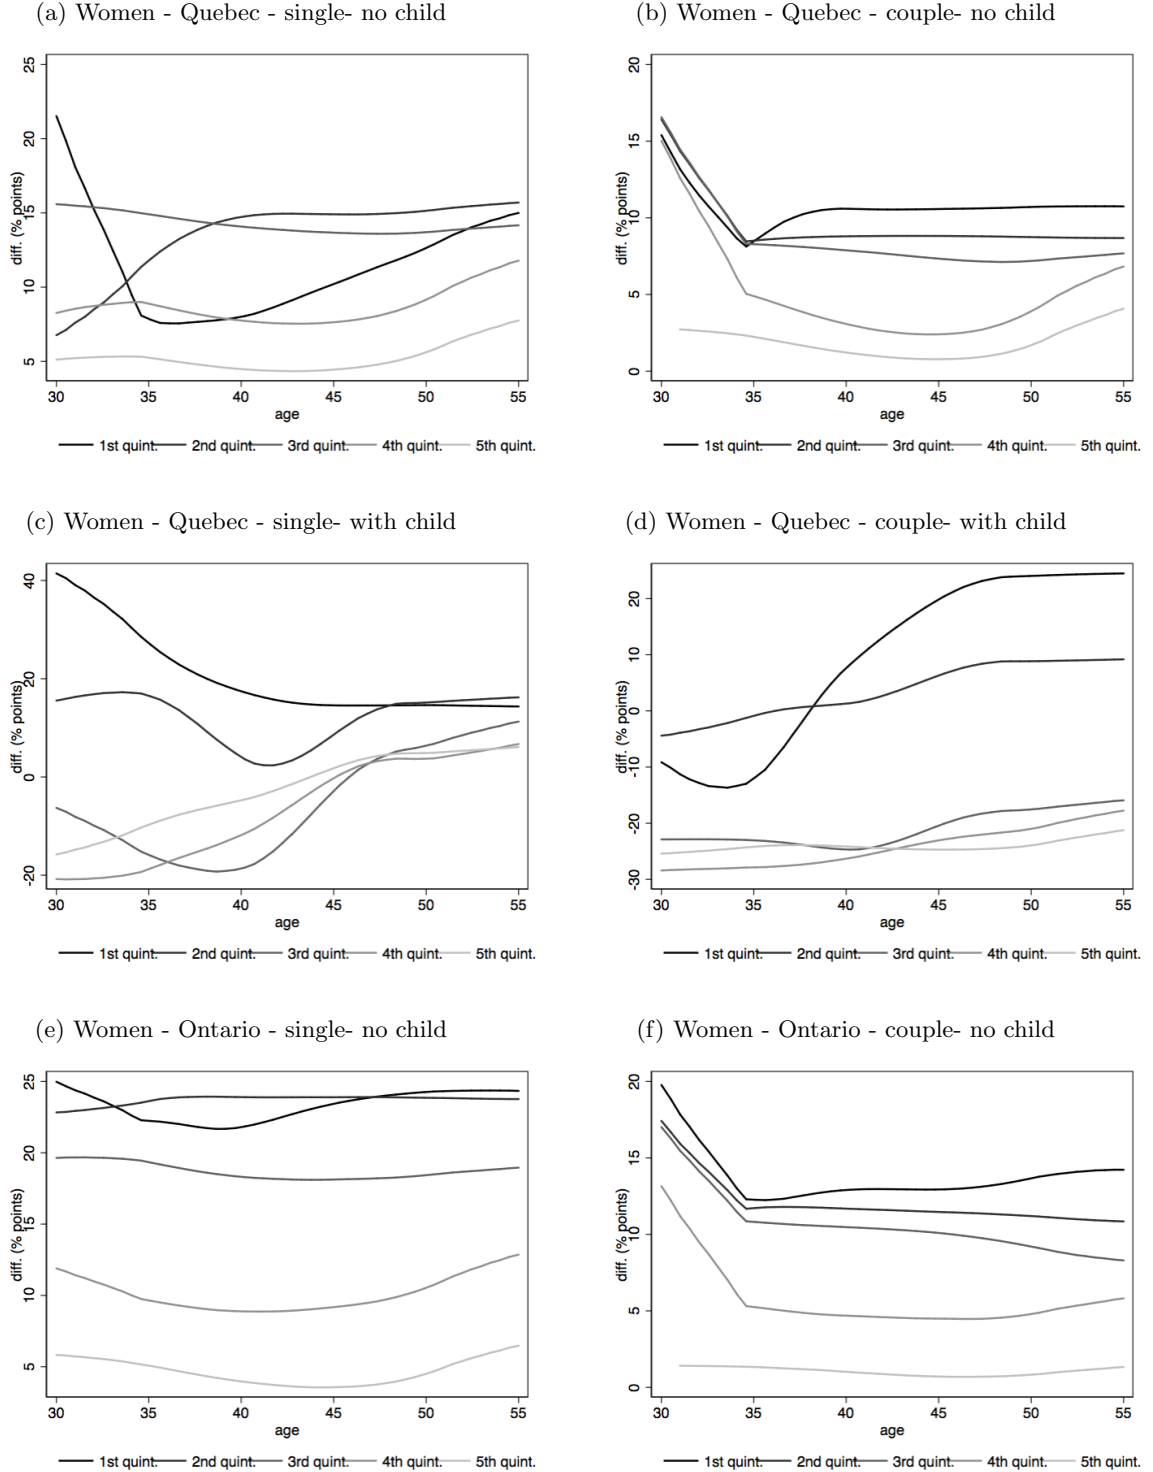 (a) Women - Quebec - single- no child
diff. (% points)
25
20
15
10
5
30 35 40 45 50 55
age
1st quint. 2nd quint. 3rd quint. 4th quint. 5th quint.
(b) Women - Quebec - couple- no child
diff. (% points)
20
15
10
5
0
30 35 40 45 50 55
age
1st quint. 2nd quint. 3rd quint. 4th quint. 5th quint.
(c) Women - Quebec - single- with child
diff. (% points)
40
20
0
-20
30 35 40 45 50 55
age
1st quint. 2nd quint. 3rd quint. 4th quint. 5th quint.
(d) Women - Quebec - couple- with child
diff. (% points)
20
10
0
-10
-20
-30
30 35 40 45 50 55
age
1st quint. 2nd quint. 3rd quint. 4th quint. 5th quint.
(e) Women - Ontario - single- no child
diff. (% points)
25
20
15
10
5
30 35 40 45 50 55
age
1st quint. 2nd quint. 3rd quint. 4th quint. 5th quint.
(f) Women - Ontario - couple- no child
diff. (% points)
20
15
10
5
0
30 35 40 45 50 55
age
1st quint. 2nd quint. 3rd quint. 4th quint. 5th quint.